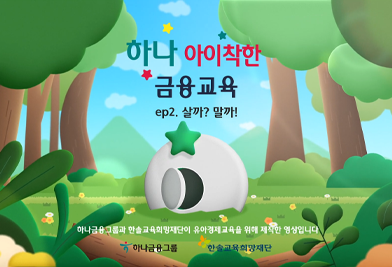 하나 아이착한
금융교육
ep2. 살까? 말까!
하나금융그룹과 한솔교육희망재단이 유아경제교육을 위해 제작한 영상입니다.
하나금융그룹 한솔교육희망재단